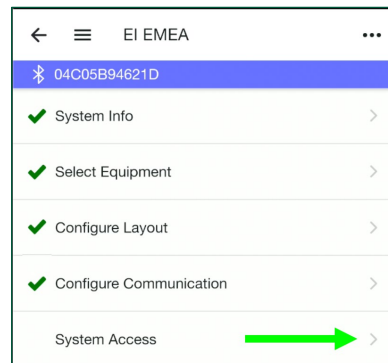 EI EMEA
04C05B94621D
System Info
Select Equipment
Configure Layout
Configure Communication
System Access